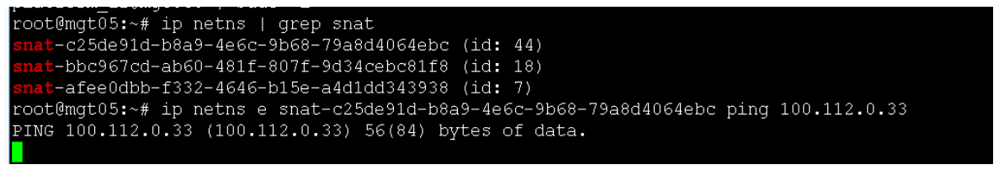 root@mgt05:~# ip netns | grep snat
snat-c25de91d-b8a9-4e6c-9b68-79a8d4064ebc (id: 44)
snat-bbc967cd-ab60-481f-807f-9d34cebc81f8 (id: 18)
snat-afee0dbb-f332-4646-b15e-a4d1dd343938 (id: 7)
root@mgt05:~# ip netns e snat-c25de91d-b8a9-4e6c-9b68-79a8d4064ebc ping 100.112.0.33
PING 100.112.0.33 (100.112.0.33) 56(84) bytes of data.